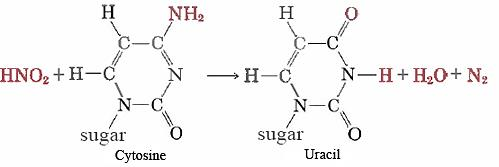 H NH₂ H O
C C C C
HNO₂ + H—C N → H—C N—H + H₂O + N₂
N C N C
sugar O sugar O
Cytosine Uracil